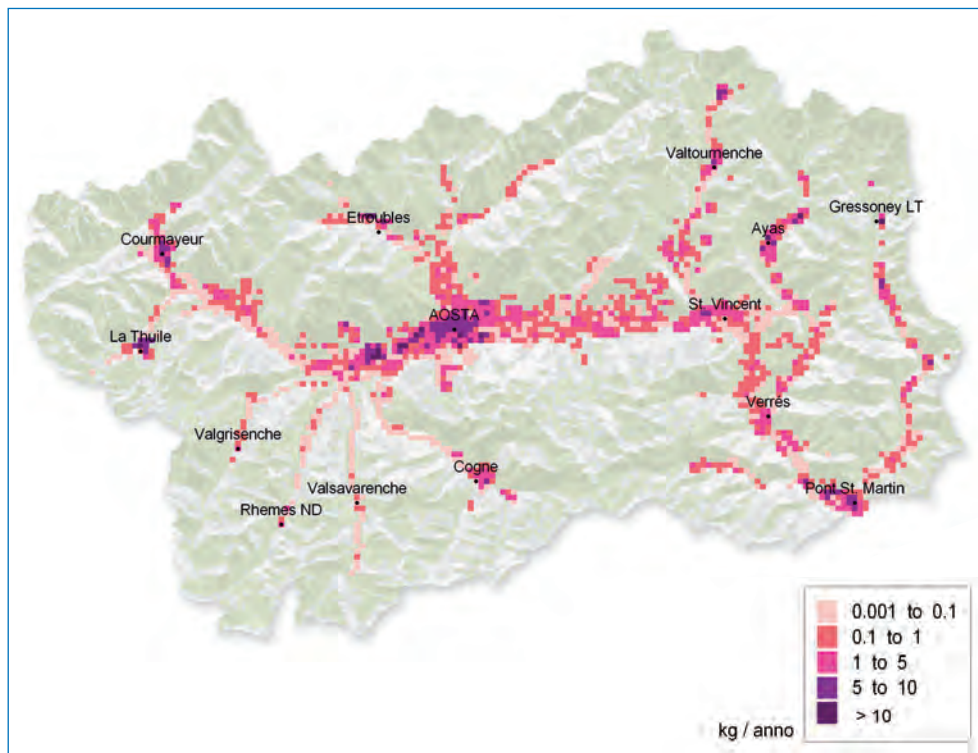 Valtournenche
Gressoney LT
Etroubles
Ayas
Courmayeur
St. Vincent
AOSTA
La Thuile
Verrès
Valgrisenche
Cogne
Valsavarenche
Pont St. Martin
Rhemes ND
0.001 to 0.1
0.1 to 1
1 to 5
5 to 10
> 10
kg / anno